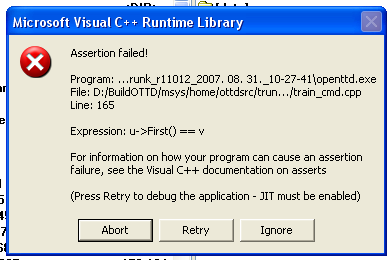 <DIR>
Microsoft Visual C++ Runtime Library
Assertion failed!
Program: ...runk_r11012_2007. 08. 31._10-27-41\openttd.exe
File: D:/BuildOTTD/msys/home/ottdsrc/trun.../train_cmd.cpp
Line: 165
Expression: u->First() == v
For information on how your program can cause an assertion
failure, see the Visual C++ documentation on asserts
(Press Retry to debug the application - JIT must be enabled)
Abort Retry Ignore